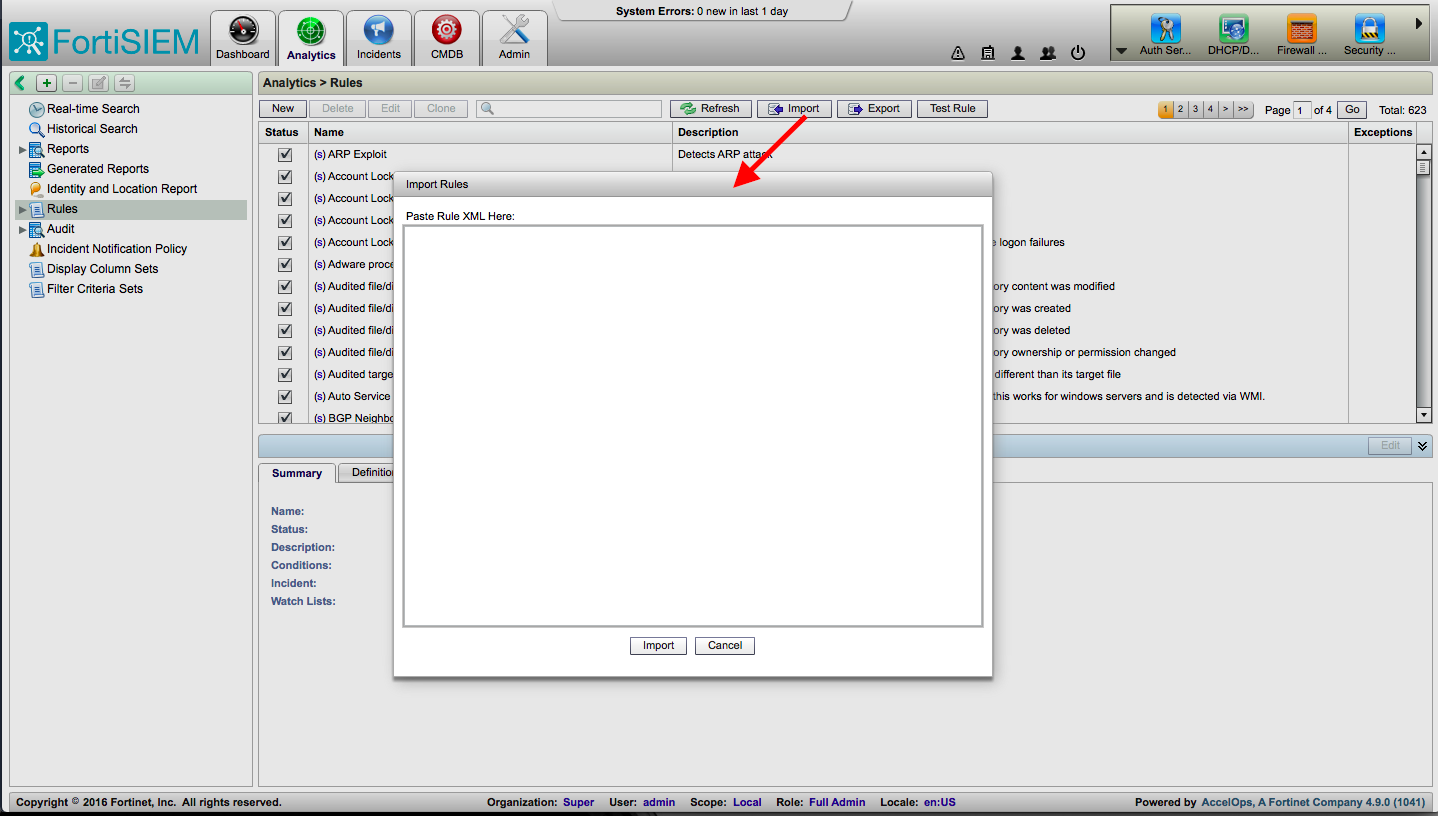 System Errors: 0 new in last 1 day
FortiSIEM
Dashboard Analytics Incidents CMDB Admin
Auth Ser... DHCP/D... Firewall ... Security ...
Real-time Search
Historical Search
Reports
Generated Reports
Identity and Location Report
Rules
Audit
Incident Notification Policy
Display Column Sets
Filter Criteria Sets
Analytics > Rules
New Delete Edit Clone Refresh Import Export Test Rule 1 2 3 4 > >> Page 1 of 4 Go Total: 623
Status Name Description Exceptions
(s) ARP Exploit Detects ARP attack
(s) Account Lock
(s) Account Lock
(s) Account Lock
(s) Account Lock e logon failures
(s) Adware proce
(s) Audited file/di ory content was modified
(s) Audited file/di ory was created
(s) Audited file/di ory was deleted
(s) Audited file/di ory ownership or permission changed
(s) Audited targe different than its target file
(s) Auto Service this works for windows servers and is detected via WMI.
(s) BGP Neighbo
Import Rules
Paste Rule XML Here:
Import Cancel
Edit
Summary Definitio
Name:
Status:
Description:
Conditions:
Incident:
Watch Lists:
Copyright © 2016 Fortinet, Inc. All rights reserved. Organization: Super User: admin Scope: Local Role: Full Admin Locale: en:US Powered by AccelOps, A Fortinet Company 4.9.0 (1041)